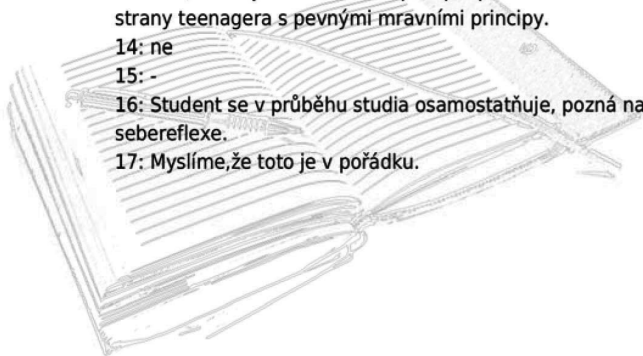 strany teenagera s pevnými mravními principy.
14: ne
15: -
16: Student se v průběhu studia osamostatňuje, pozná
sebereflexe.
17: Myslíme,že toto je v pořádku.